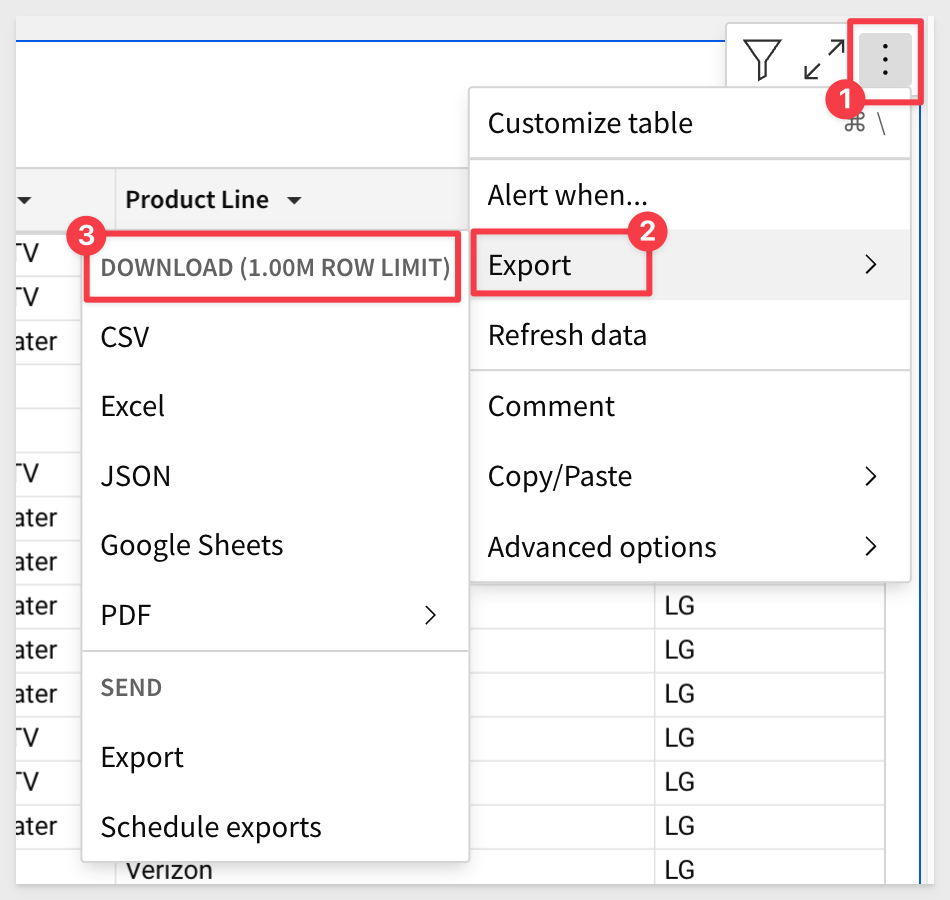 1
Customize table ⌘ \
Product Line
Alert when...
2
Export
Refresh data
Comment
Copy/Paste
Advanced options
3
DOWNLOAD (1.00M ROW LIMIT)
CSV
Excel
JSON
Google Sheets
PDF
SEND
Export
Schedule exports
TV
TV
ater
TV
ater
ater
ater LG
ater LG
ater LG
TV LG
TV LG
ater LG
Verizon LG